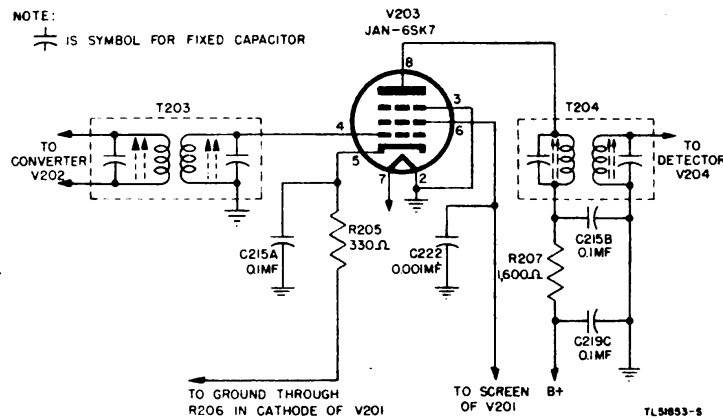 NOTE:
IS SYMBOL FOR FIXED CAPACITOR
V203
JAN-6SK7
8
3
6
4
5
7
2
T203
T204
TO
CONVERTER
V202
TO
DETECTOR
V204
C215A
0.1MF
R205
330Ω
C222
0.001MF
R207
1,600Ω
C215B
0.1MF
C219C
0.1MF
TO GROUND THROUGH
R206 IN CATHODE OF V201
TO SCREEN
OF V201
B+
TL51853-S